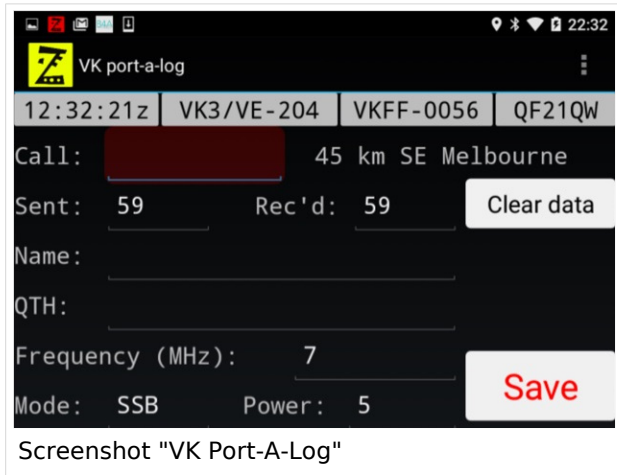 22:32
VK port-a-log
12:32:21z VK3/VE-204 VKFF-0056 QF21QW
Call: 45 km SE Melbourne
Sent: 59 Rec'd: 59 Clear data
Name:
QTH:
Frequency (MHz): 7
Save
Mode: SSB Power: 5
Screenshot "VK Port-A-Log"